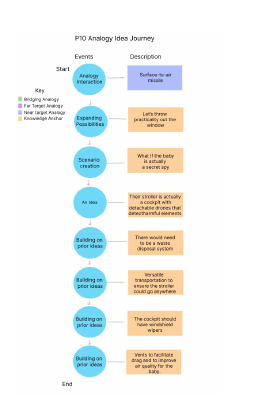 P10 Analogy Idea Journey
Events
Description
Start
Analogy
Interaction
Surface-to-air
missile
Key
Bridging Analogy
Far Target Analogy
Near target Analogy
Knowledge Anchor
Expanding
Possibilities
Let's throw
practicality out the
window
Scenario
creation
What if the baby
is actually
a secret spy
An Idea
Then stroller is actually
a cockpit with
detachable drones that
detect harmful elements
Building on
prior ideas
There would need
to be a waste
disposal system
Building on
prior ideas
Versatile
transportation to
ensure the stroller
could go anywhere
Building on
prior ideas
The cockpit should
have windshield
wipers
Building on
prior ideas
Vents to facilitate
drag and to improve
air quality for the
baby
End